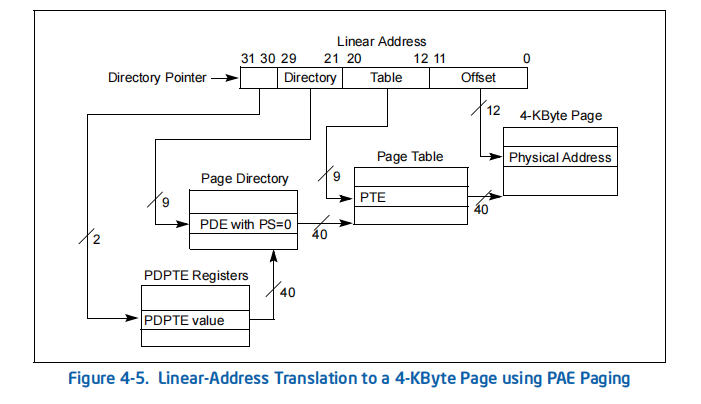 Linear Address
31 30 29 21 20 12 11 0
Directory Pointer Directory Table Offset
12
4-KByte Page
Page Table
Physical Address
9
Page Directory
PTE
9
40
PDE with PS=0
40
2
PDPTE Registers
40
PDPTE value
Figure 4-5. Linear-Address Translation to a 4-KByte Page using PAE Paging